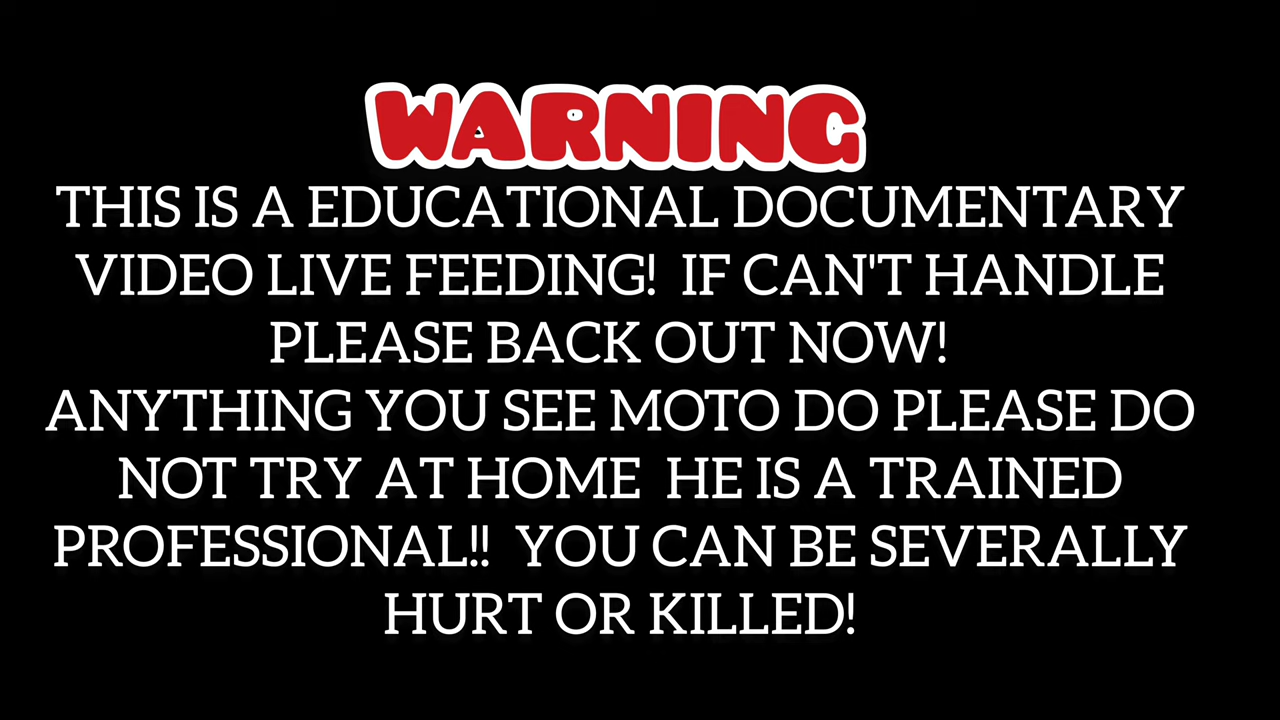 WARNING
THIS IS A EDUCATIONAL DOCUMENTARY
VIDEO LIVE FEEDING! IF CAN'T HANDLE
PLEASE BACK OUT NOW!
ANYTHING YOU SEE MOTO DO PLEASE DO
NOT TRY AT HOME HE IS A TRAINED
PROFESSIONAL!! YOU CAN BE SEVERALLY
HURT OR KILLED!